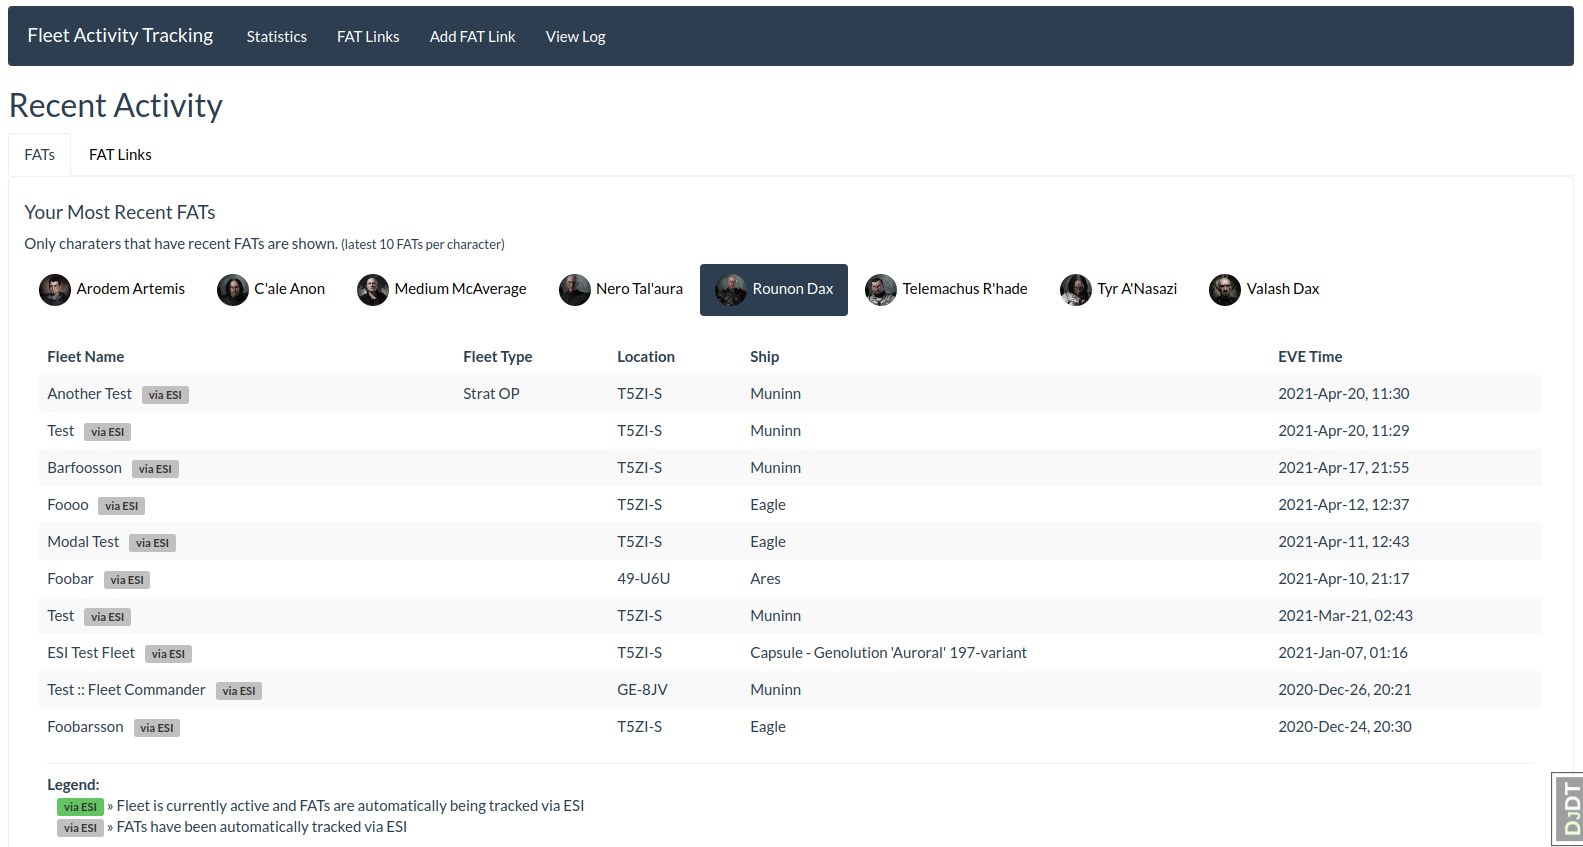 Fleet Activity Tracking Statistics FAT Links Add FAT Link View Log
Recent Activity
FATs FAT Links
Your Most Recent FATs
Only charaters that have recent FATs are shown. (latest 10 FATs per character)
Arodem Artemis C'ale Anon Medium McAverage Nero Tal'aura Rounon Dax Telemachus R'hade Tyr A'Nasazi Valash Dax
Fleet Name Fleet Type Location Ship EVE Time
Another Test via ESI Strat OP T5ZI-S Muninn 2021-Apr-20, 11:30
Test via ESI T5ZI-S Muninn 2021-Apr-20, 11:29
Barfoosson via ESI T5ZI-S Muninn 2021-Apr-17, 21:55
Foooo via ESI T5ZI-S Eagle 2021-Apr-12, 12:37
Modal Test via ESI T5ZI-S Eagle 2021-Apr-11, 12:43
Foobar via ESI 49-U6U Ares 2021-Apr-10, 21:17
Test via ESI T5ZI-S Muninn 2021-Mar-21, 02:43
ESI Test Fleet via ESI T5ZI-S Capsule - Genolution 'Auroral' 197-variant 2021-Jan-07, 01:16
Test :: Fleet Commander via ESI GE-8JV Muninn 2020-Dec-26, 20:21
Foobarsson via ESI T5ZI-S Eagle 2020-Dec-24, 20:30
Legend:
via ESI » Fleet is currently active and FATs are automatically being tracked via ESI
via ESI » FATs have been automatically tracked via ESI
DJDT